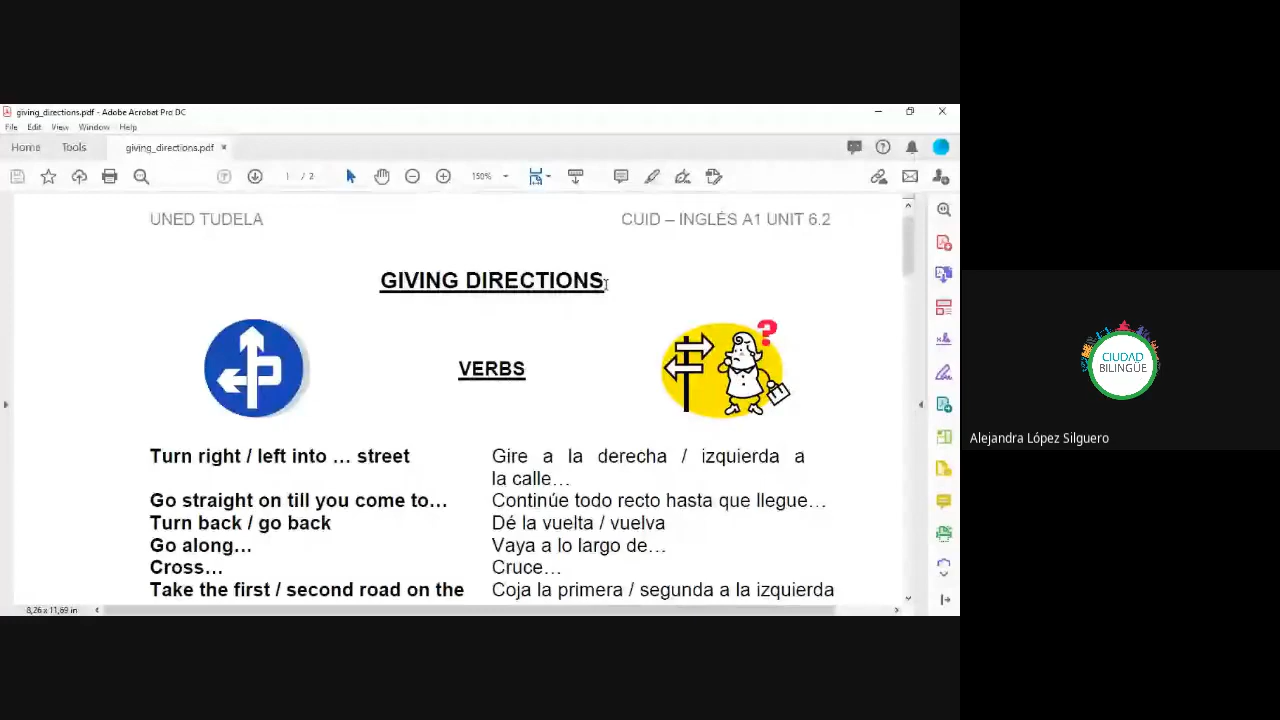 giving_directions.pdf - Adobe Acrobat Pro DC
File Edit View Window Help
Home Tools giving_directions.pdf ×
1 / 2 150%
UNED TUDELA CUID – INGLÉS A1 UNIT 6.2
GIVING DIRECTIONS
?
VERBS
Turn right / left into … street Gire a la derecha / izquierda a
la calle…
Go straight on till you come to… Continúe todo recto hasta que llegue…
Turn back / go back Dé la vuelta / vuelva
Go along… Vaya a lo largo de…
Cross… Cruce…
Take the first / second road on the Coja la primera / segunda a la izquierda
8,26 x 11,69 in
CIUDAD
BILINGÜE
Alejandra López Silguero